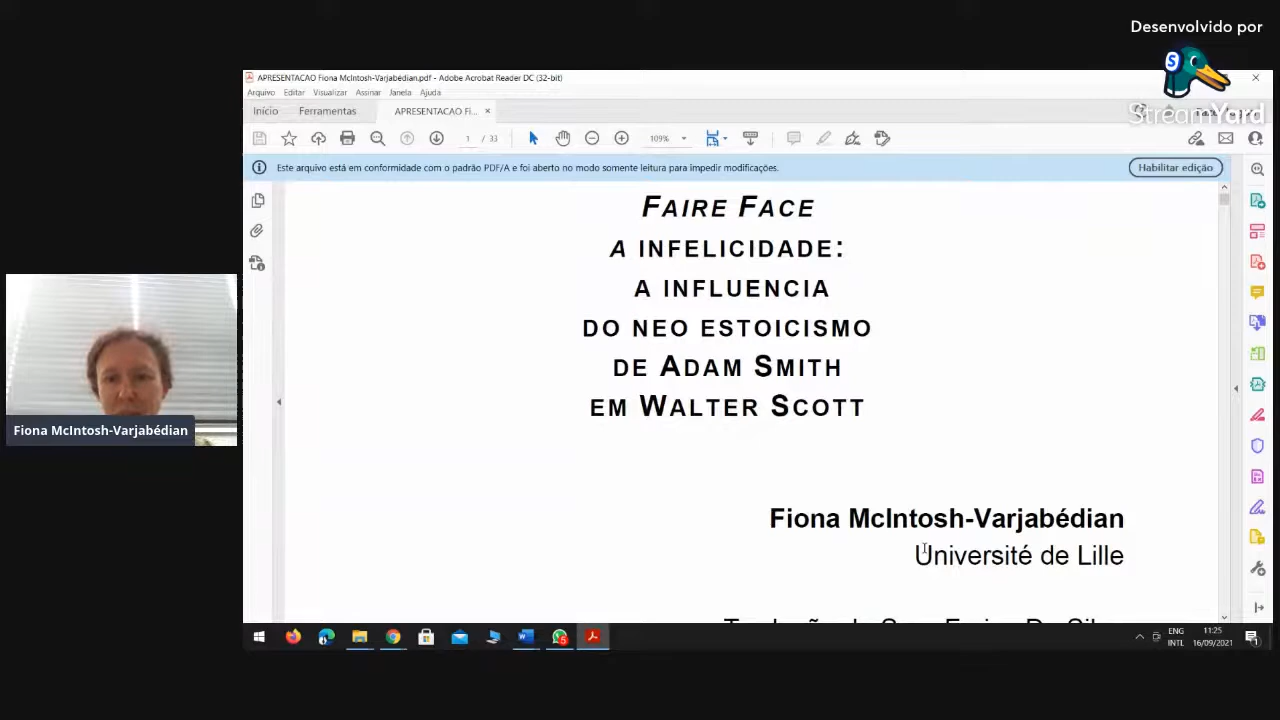 Desenvolvido por
StreamYard
APRESENTACAO Fiona McIntosh-Varjabédian.pdf - Adobe Acrobat Reader DC (32-bit)
Arquivo Editar Visualizar Assinar Janela Ajuda
Início Ferramentas APRESENTACAO Fi... ×
1 / 33 109%
Este arquivo está em conformidade com o padrão PDF/A e foi aberto no modo somente leitura para impedir modificações. Habilitar edição
FAIRE FACE
A INFELICIDADE:
A INFLUENCIA
DO NEO ESTOICISMO
DE ADAM SMITH
EM WALTER SCOTT
Fiona McIntosh-Varjabédian
Université de Lille
Fiona McIntosh-Varjabédian
ENG 11:25
INTL 16/09/2021